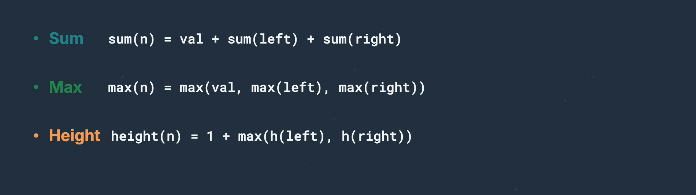 • Sum sum(n) = val + sum(left) + sum(right)
• Max max(n) = max(val, max(left), max(right))
• Height height(n) = 1 + max(h(left), h(right))